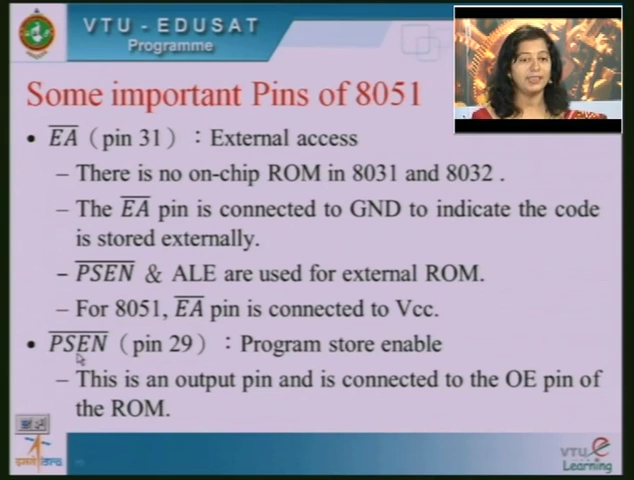 VTU - EDUSAT
Programme
Some important Pins of 8051
• EA (pin 31) : External access
– There is no on-chip ROM in 8031 and 8032 .
– The EA pin is connected to GND to indicate the code
is stored externally.
– PSEN & ALE are used for external ROM.
– For 8051, EA pin is connected to Vcc.
• PSEN (pin 29) : Program store enable
– This is an output pin and is connected to the OE pin of
the ROM.
VTU e
Learning